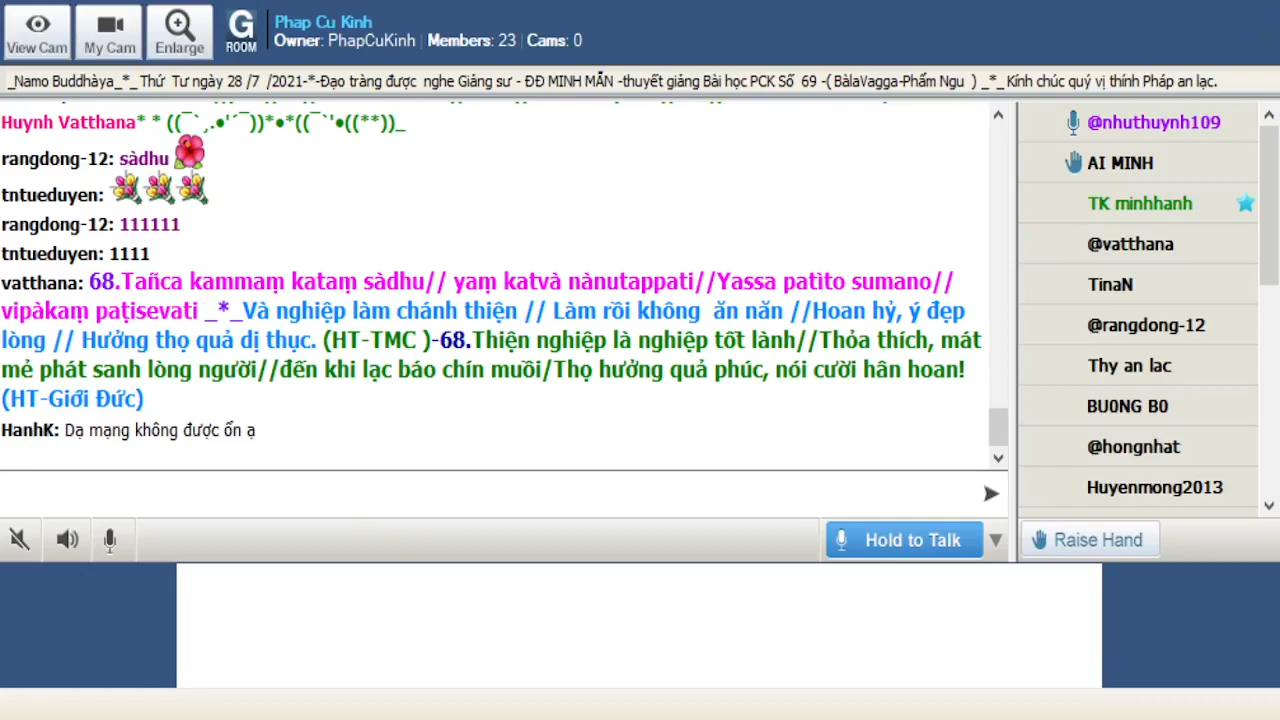 Phap Cu Kinh
Owner: PhapCuKinh | Members: 23 | Cams: 0
View Cam
My Cam
Enlarge
G
ROOM
_Namo Buddhàya_*_Thứ Tư ngày 28 /7 /2021-*-Đạo tràng được nghe Giảng sư - ĐĐ MINH MẪN -thuyết giảng Bài học PCK Số 69 -( BàlaVagga-Phẩm Ngu ) _*_Kính chúc quý vị thính Pháp an lạc.
Huynh Vatthana* * ((¯`¸.•'´¯))*•*((¯`'•((**))_
rangdong-12: sàdhu
tntueduyen:
rangdong-12: 111111
tntueduyen: 1111
vatthana: 68.Tañca kammaṃ kataṃ sàdhu// yaṃ katvà nànutappati//Yassa patìto sumano//
vipàkaṃ paṭisevati _*_Và nghiệp làm chánh thiện // Làm rồi không ăn năn //Hoan hỷ, ý đẹp
lòng // Hưởng thọ quả dị thục. (HT-TMC )-68.Thiện nghiệp là nghiệp tốt lành//Thỏa thích, mát
mẻ phát sanh lòng người//đến khi lạc báo chín muồi/Thọ hưởng quả phúc, nói cười hân hoan!
(HT-Giới Đức)
HanhK: Dạ mạng không được ổn ạ
@nhuthuynh109
AI MINH
TK minhhanh
@vatthana
TinaN
@rangdong-12
Thy an lac
BU0NG B0
@hongnhat
Huyenmong2013
Hold to Talk
Raise Hand